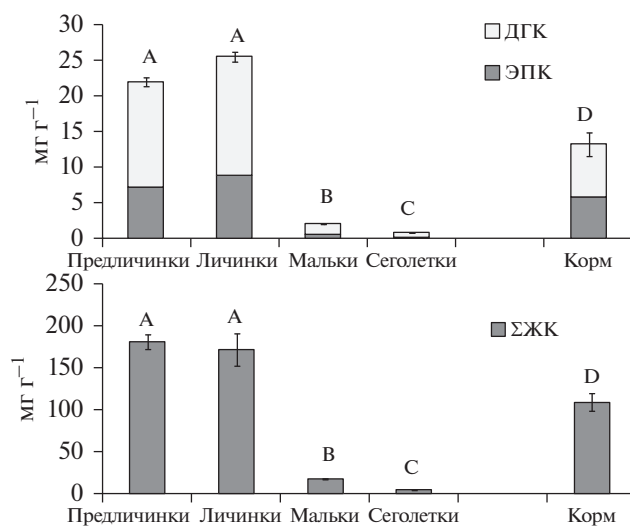 30
25
20
15
10
5
0
мг г−1
A
A
B
C
D
ДГК
ЭПК
Предличинки Личинки Мальки Сеголетки Корм
250
200
150
100
50
0
мг г−1
A
A
B
C
D
ΣЖК
Предличинки Личинки Мальки Сеголетки Корм